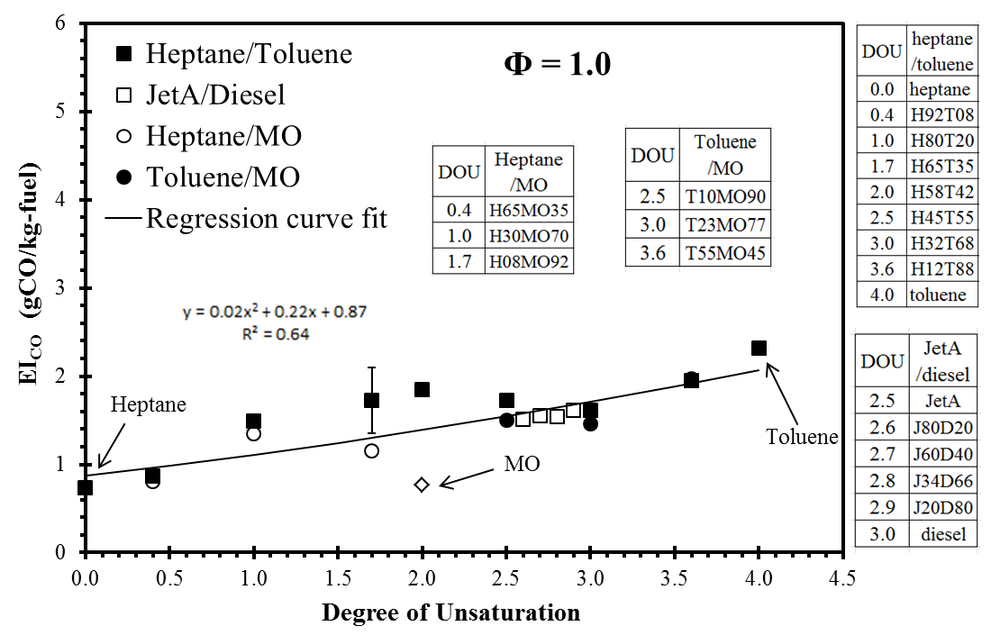 Φ = 1.0
Heptane/Toluene
JetA/Diesel
Heptane/MO
Toluene/MO
Regression curve fit
y = 0.02x² + 0.22x + 0.87
R² = 0.64
EI_CO (gCO/kg-fuel)
6
5
4
3
2
1
0
0.0 0.5 1.0 1.5 2.0 2.5 3.0 3.5 4.0 4.5
Degree of Unsaturation
Heptane
MO
Toluene
DOU Heptane
/MO
0.4 H65MO35
1.0 H30MO70
1.7 H08MO92
DOU Toluene
/MO
2.5 T10MO90
3.0 T23MO77
3.6 T55MO45
DOU heptane
/toluene
0.0 heptane
0.4 H92T08
1.0 H80T20
1.7 H65T35
2.0 H58T42
2.5 H45T55
3.0 H32T68
3.6 H12T88
4.0 toluene
DOU JetA
/diesel
2.5 JetA
2.6 J80D20
2.7 J60D40
2.8 J34D66
2.9 J20D80
3.0 diesel